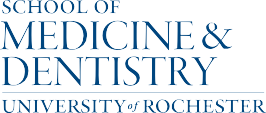 SCHOOL OF
MEDICINE &
DENTISTRY
UNIVERSITY of ROCHESTER